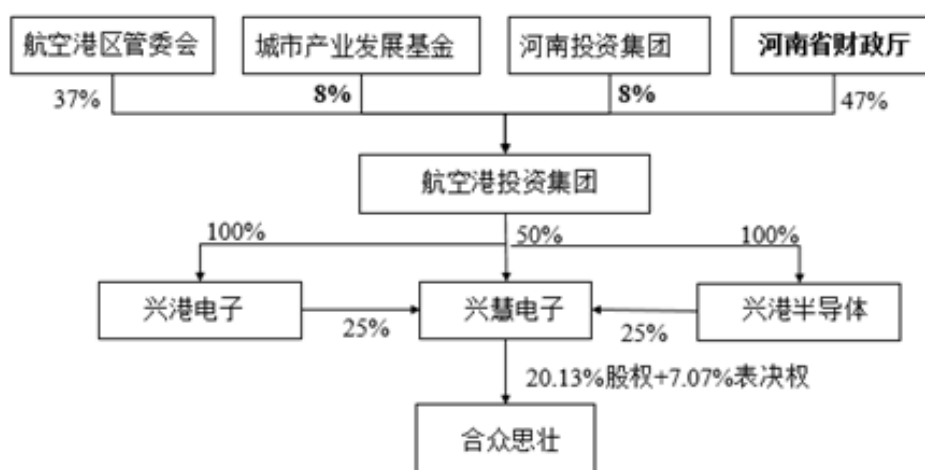 航空港区管委会
城市产业发展基金
河南投资集团
河南省财政厅
37%
8%
8%
47%
航空港投资集团
100%
50%
100%
兴港电子
兴慧电子
兴港半导体
25%
25%
20.13%股权+7.07%表决权
合众思壮